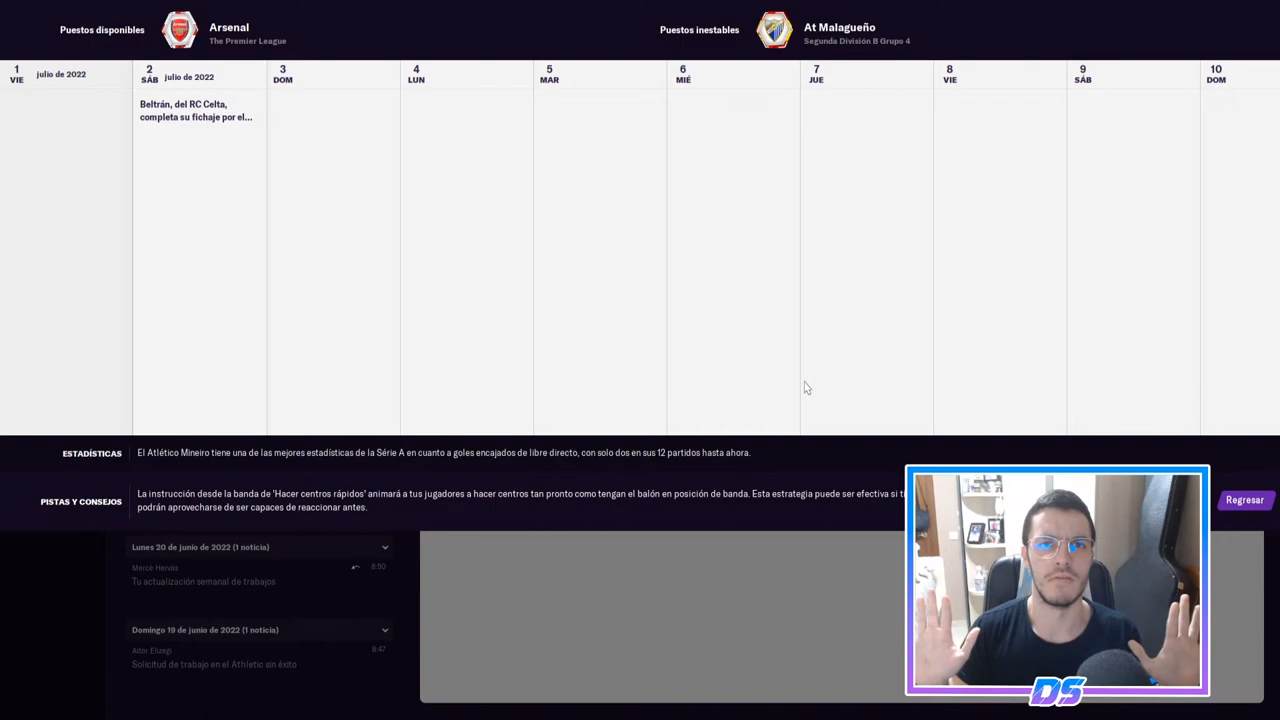 Puestos disponibles
Arsenal
The Premier League
Puestos inestables
At Malagueño
Segunda División B Grupo 4
1
VIE
julio de 2022
2
SÁB
julio de 2022
3
DOM
4
LUN
5
MAR
6
MIÉ
7
JUE
8
VIE
9
SÁB
10
DOM
Beltrán, del RC Celta,
completa su fichaje por el...
ESTADÍSTICAS
El Atlético Mineiro tiene una de las mejores estadísticas de la Série A en cuanto a goles encajados de libre directo, con solo dos en sus 12 partidos hasta ahora.
PISTAS Y CONSEJOS
La instrucción desde la banda de 'Hacer centros rápidos' animará a tus jugadores a hacer centros tan pronto como tengan el balón en posición de banda. Esta estrategia puede ser efectiva si
podrán aprovecharse de ser capaces de reaccionar antes.
Regresar
Lunes 20 de junio de 2022 (1 noticia)
Mercè Hervás
6:50
Tu actualización semanal de trabajos
Domingo 19 de junio de 2022 (1 noticia)
Aitor Elizegi
8:47
Solicitud de trabajo en el Athletic sin éxito
DS